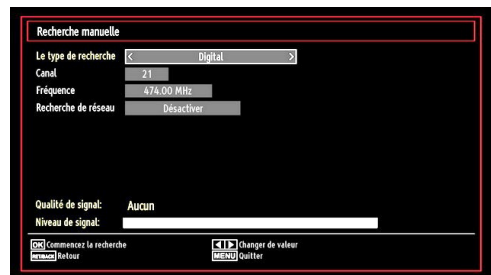 Recherche manuelle
Le type de recherche < Digital >
Canal 21
Fréquence 474.00 MHz
Recherche de réseau Désactiver
Qualité de signal: Aucun
Niveau de signal:
OK Commencez la recherche Changer de valeur
RETBACK Retour MENU Quitter